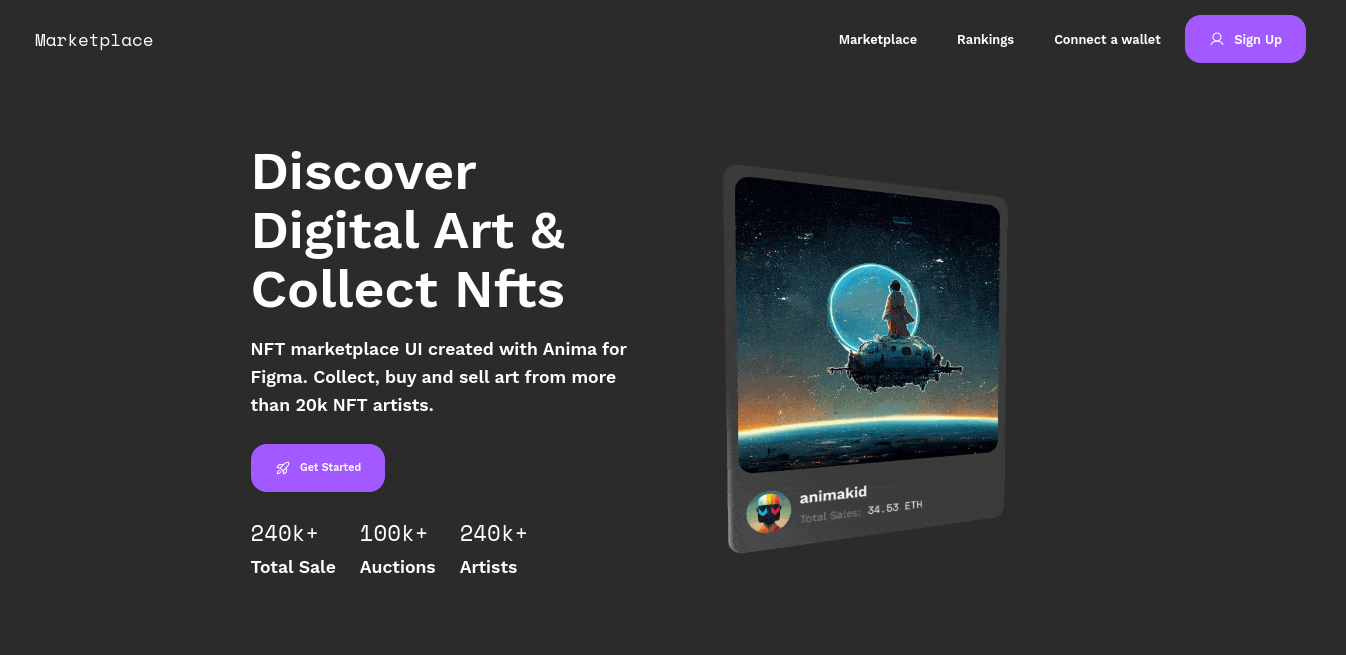 Marketplace
Marketplace
Rankings
Connect a wallet
Sign Up
Discover
Digital Art &
Collect Nfts
NFT marketplace UI created with Anima for
Figma. Collect, buy and sell art from more
than 20k NFT artists.
Get Started
240k+
100k+
240k+
Total Sale
Auctions
Artists
animakid
Total Sales: 34.53 ETH